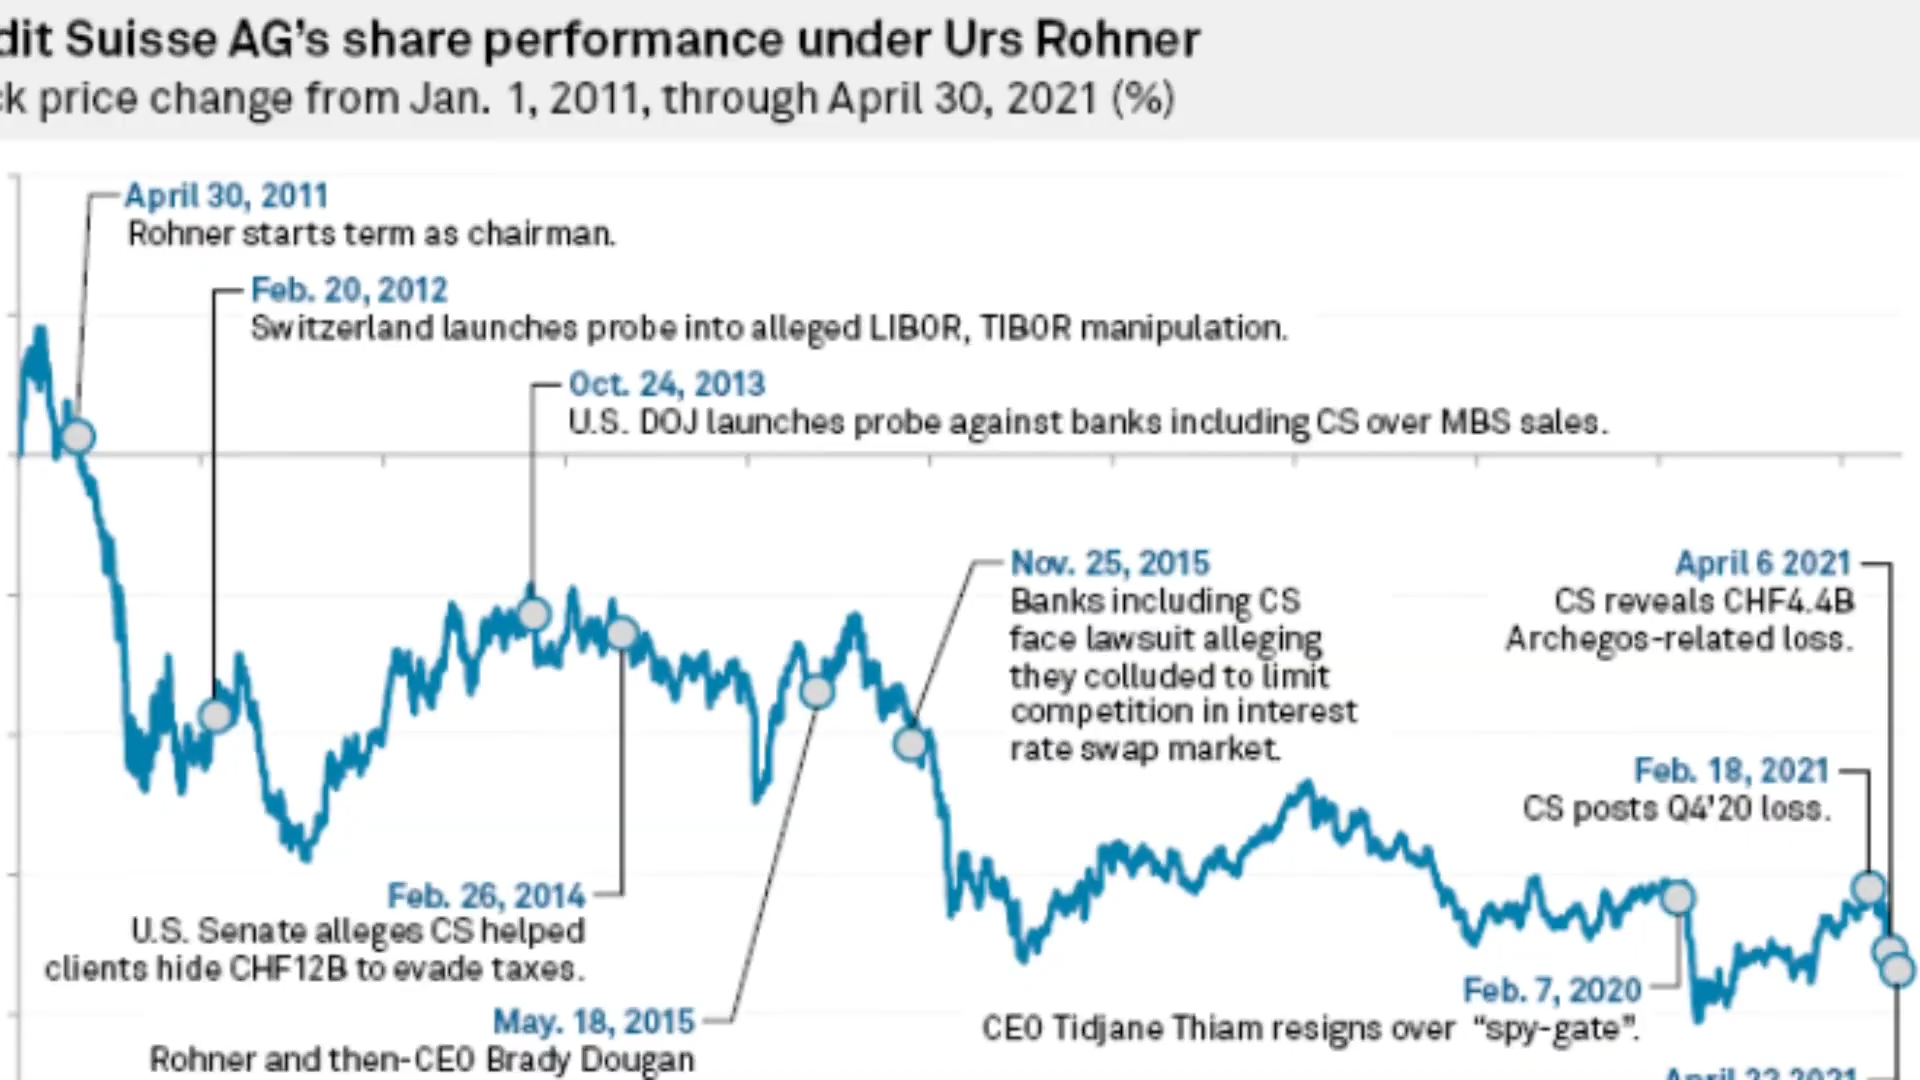 dit Suisse AG's share performance under Urs Rohner
ck price change from Jan. 1, 2011, through April 30, 2021 (%)
April 30, 2011
Rohner starts term as chairman.
Feb. 20, 2012
Switzerland launches probe into alleged LIBOR, TIBOR manipulation.
Oct. 24, 2013
U.S. DOJ launches probe against banks including CS over MBS sales.
Nov. 25, 2015
Banks including CS
face lawsuit alleging
they colluded to limit
competition in interest
rate swap market.
April 6 2021
CS reveals CHF4.4B
Archegos-related loss.
Feb. 18, 2021
CS posts Q4'20 loss.
Feb. 26, 2014
U.S. Senate alleges CS helped
clients hide CHF12B to evade taxes.
May. 18, 2015
Rohner and then-CEO Brady Dougan
Feb. 7, 2020
CEO Tidjane Thiam resigns over "spy-gate".
April 22 2021